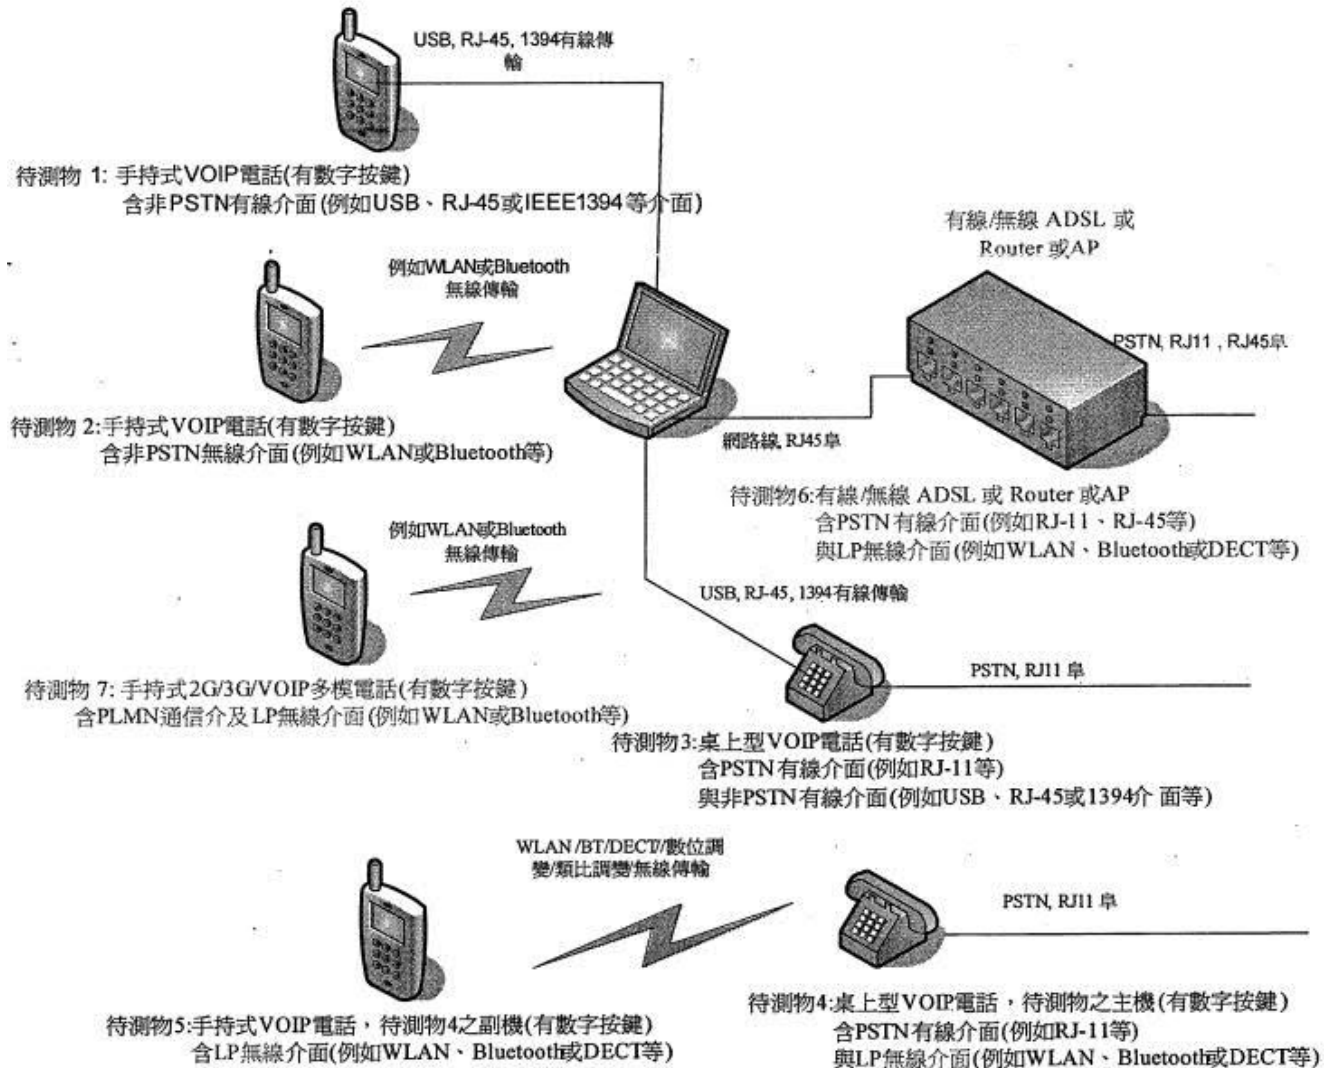 USB, RJ-45, 1394有線傳
輸
待測物 1: 手持式VOIP電話(有數字按鍵)
含非PSTN有線介面(例如USB、RJ-45或IEEE1394等介面)
有線/無線 ADSL 或
Router 或AP
例如WLAN或Bluetooth
無線傳輸
PSTN, RJ11 , RJ45阜
待測物 2:手持式VOIP電話(有數字按鍵)
含非PSTN無線介面(例如WLAN或Bluetooth等)
網路線, RJ45阜
待測物6:有線/無線 ADSL 或 Router 或AP
含PSTN有線介面(例如RJ-11、RJ-45等)
與LP無線介面(例如WLAN、Bluetooth或DECT等)
例如WLAN或Bluetooth
無線傳輸
USB, RJ-45, 1394有線傳輸
PSTN, RJ11 阜
待測物 7: 手持式2G/3G/VOIP多模電話(有數字按鍵)
含PLMN通信介及LP無線介面(例如WLAN或Bluetooth等)
待測物3:桌上型VOIP電話(有數字按鍵)
含PSTN有線介面(例如RJ-11等)
與非PSTN有線介面(例如USB、RJ-45或1394介 面等)
WLAN /BT/DECT//數位調
變/類比調變/無線傳輸
PSTN, RJ11 阜
待測物5:手持式VOIP電話，待測物4之副機(有數字按鍵)
含LP無線介面(例如WLAN、Bluetooth或DECT等)
待測物4:桌上型VOIP電話，待測物之主機(有數字按鍵)
含PSTN有線介面(例如RJ-11等)
與LP無線介面(例如WLAN、Bluetooth或DECT等)